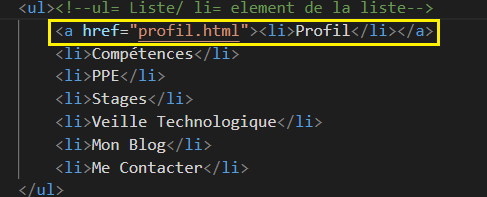 <ul><!--ul= Liste/ li= element de la liste-->
<a href="profil.html"><li>Profil</li></a>
<li>Compétences</li>
<li>PPE</li>
<li>Stages</li>
<li>Veille Technologique</li>
<li>Mon Blog</li>
<li>Me Contacter</li>
</ul>